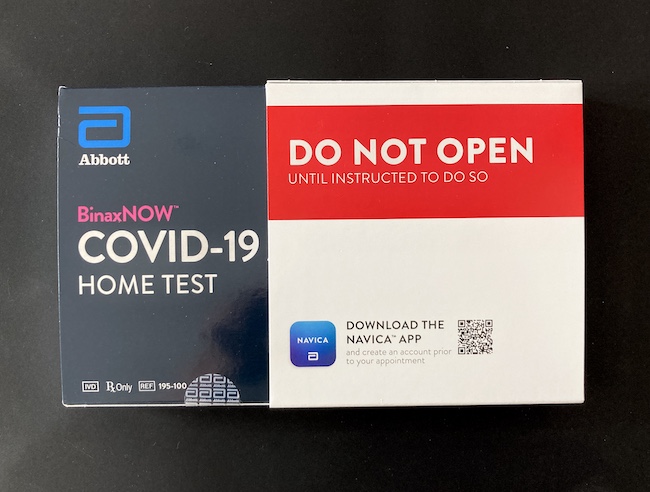 Abbott
BinaxNOW™
COVID-19
HOME TEST
IVD ℞ Only REF 195-100
DO NOT OPEN
UNTIL INSTRUCTED TO DO SO
NAVICA
DOWNLOAD THE
NAVICA™ APP
and create an account prior
to your appointment